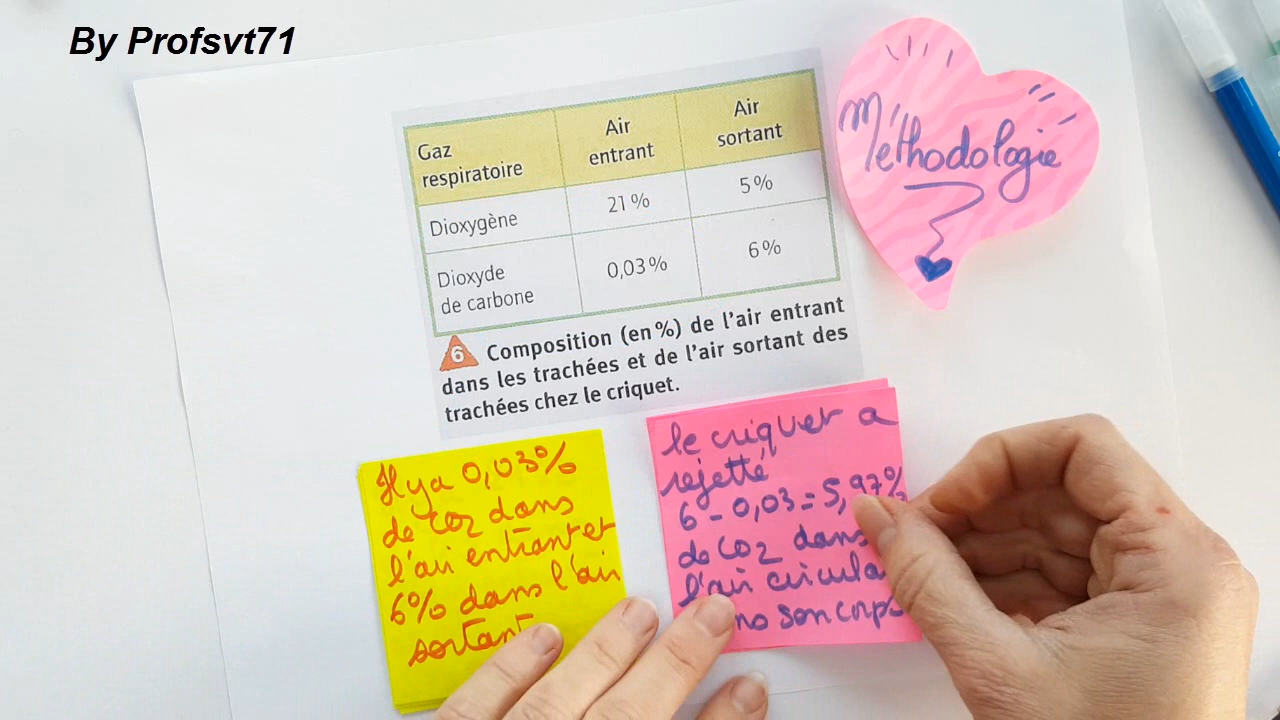 By Profsvt71
Méthodologie
Gaz respiratoire Air entrant Air sortant
Dioxygène 21 % 5 %
Dioxyde de carbone 0,03 % 6 %
6 Composition (en %) de l'air entrant
dans les trachées et de l'air sortant des
trachées chez le criquet.
Il y a 0,03%
de CO2 dans
l'air entrant et
6% dans l'air
sortant
le criquet a
rejetté
6 - 0,03 = 5,97%
de CO2 dans
l'air
son corps